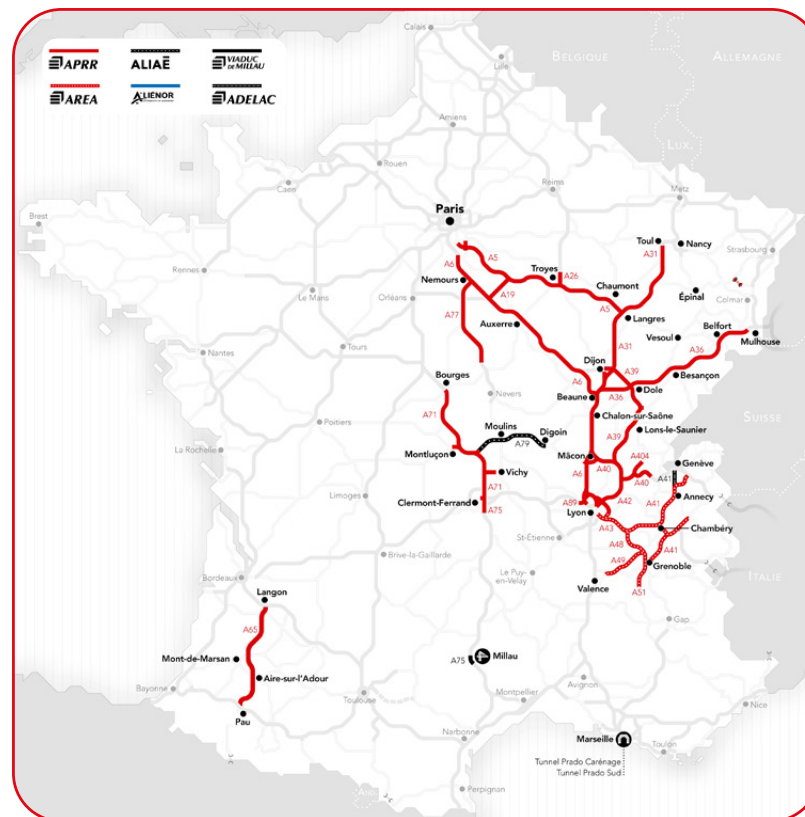 APRR
ALIAE
VIADUC
DE MILLAU
AREA
A'LIÉNOR
ADELAC
BELGIQUE
ALLEMAGNE
LUX.
SUISSE
ITALIE
Calais
Lille
Amiens
Rouen
Caen
Reims
Metz
Paris
Brest
Toul
Nancy
Strasbourg
A31
A5
A6
Troyes
A26
Nemours
Chaumont
Rennes
Le Mans
Orléans
A19
Épinal
Colmar
A77
A5
Auxerre
Langres
Vesoul
Belfort
Mulhouse
A36
A31
Tours
Nantes
Dijon
A39
Bourges
A6
A36
Dole
Besançon
Nevers
Beaune
Chalon-sur-Saône
A71
Moulins
Digoin
A79
A39
Lons-le-Saunier
Poitiers
La Rochelle
Montluçon
Mâcon
A40
A404
Genève
Vichy
A6
A40
A41
A71
Annecy
Limoges
Clermont-Ferrand
A75
A89
A42
A41
Lyon
A43
Chambéry
St-Etienne
A48
A41
Brive-la-Gaillarde
A49
Grenoble
Le Puy-
en-Velay
Valence
A51
Bordeaux
Langon
Gap
A65
Mont-de-Marsan
A75
Millau
Aire-sur-l'Adour
Avignon
Bayonne
Toulouse
Montpellier
Nice
Pau
Narbonne
Marseille
Toulon
Tunnel Prado Carénage
Tunnel Prado Sud
Perpignan